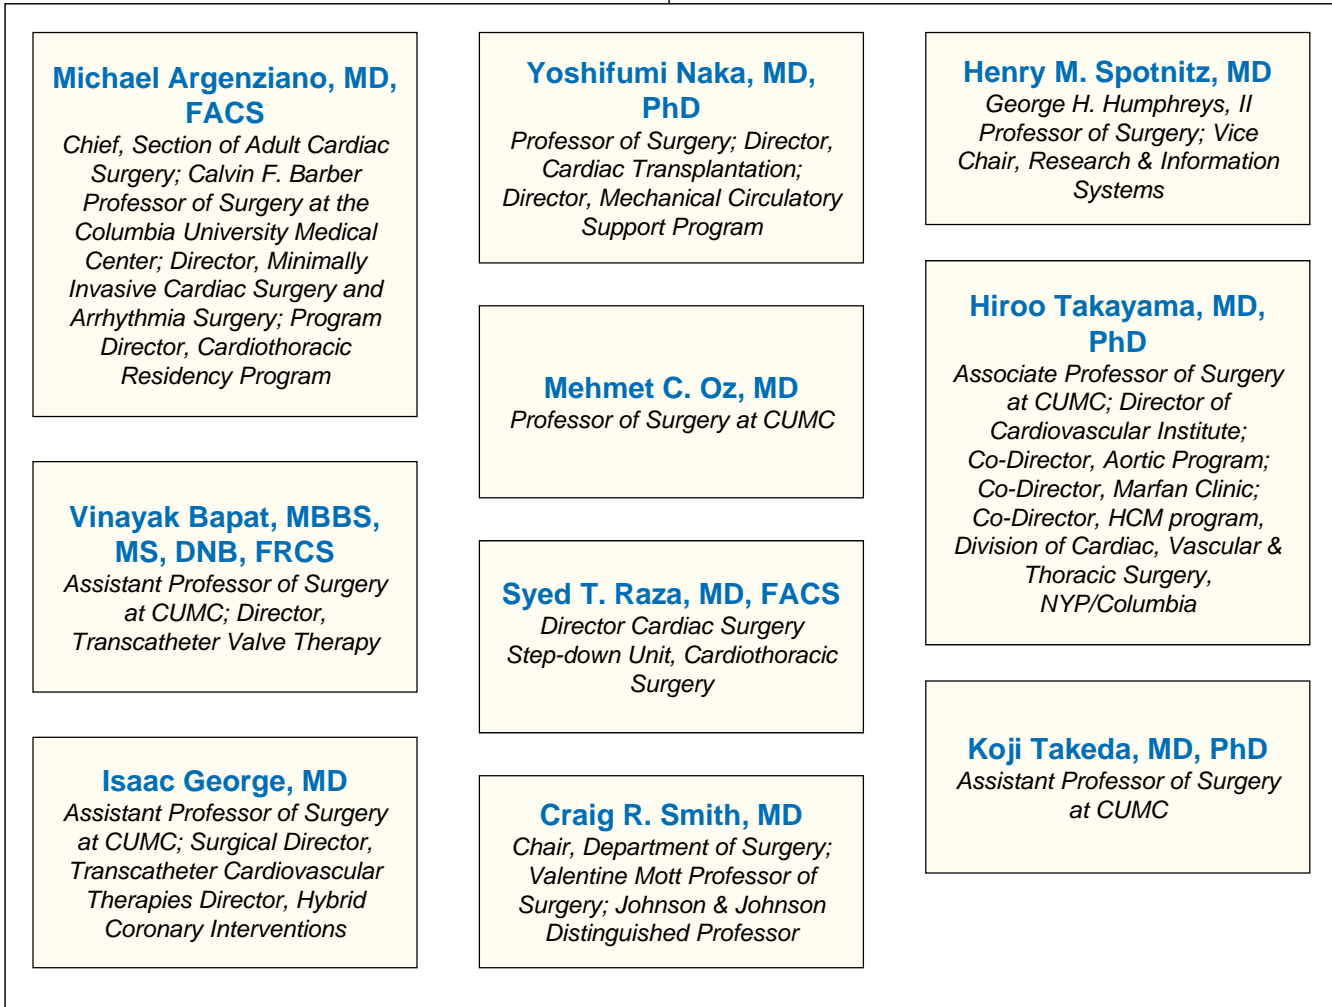 Michael Argenziano, MD,
FACS
Chief, Section of Adult Cardiac
Surgery; Calvin F. Barber
Professor of Surgery at the
Columbia University Medical
Center; Director, Minimally
Invasive Cardiac Surgery and
Arrhythmia Surgery; Program
Director, Cardiothoracic
Residency Program
Vinayak Bapat, MBBS,
MS, DNB, FRCS
Assistant Professor of Surgery
at CUMC; Director,
Transcatheter Valve Therapy
Isaac George, MD
Assistant Professor of Surgery
at CUMC; Surgical Director,
Transcatheter Cardiovascular
Therapies Director, Hybrid
Coronary Interventions
Yoshifumi Naka, MD,
PhD
Professor of Surgery; Director,
Cardiac Transplantation;
Director, Mechanical Circulatory
Support Program
Mehmet C. Oz, MD
Professor of Surgery at CUMC
Syed T. Raza, MD, FACS
Director Cardiac Surgery
Step-down Unit, Cardiothoracic
Surgery
Craig R. Smith, MD
Chair, Department of Surgery;
Valentine Mott Professor of
Surgery; Johnson & Johnson
Distinguished Professor
Henry M. Spotnitz, MD
George H. Humphreys, II
Professor of Surgery; Vice
Chair, Research & Information
Systems
Hiroo Takayama, MD,
PhD
Associate Professor of Surgery
at CUMC; Director of
Cardiovascular Institute;
Co-Director, Aortic Program;
Co-Director, Marfan Clinic;
Co-Director, HCM program,
Division of Cardiac, Vascular &
Thoracic Surgery,
NYP/Columbia
Koji Takeda, MD, PhD
Assistant Professor of Surgery
at CUMC